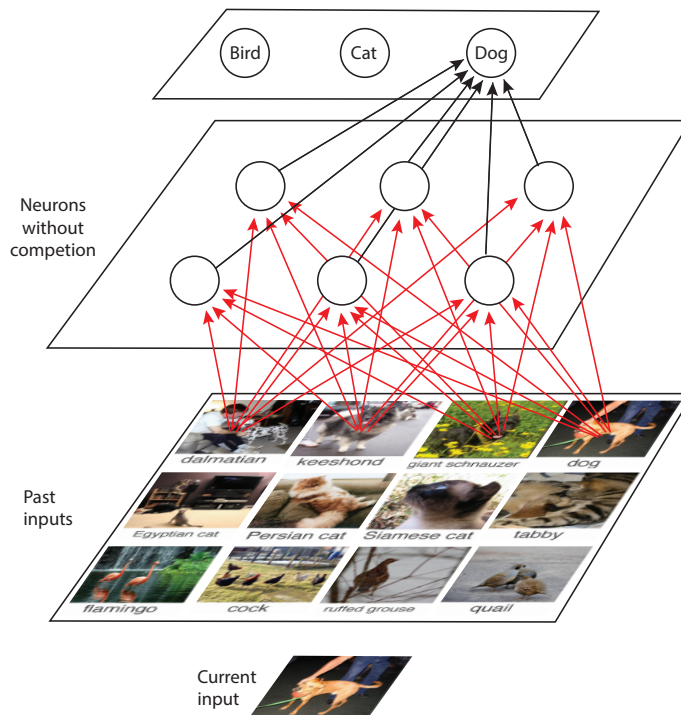 Bird Cat Dog
Neurons
without
competion
dalmatian keeshond giant schnauzer dog
Past
inputs
Egyptian cat Persian cat Siamese cat tabby
flamingo cock ruffed grouse quail
Current
input